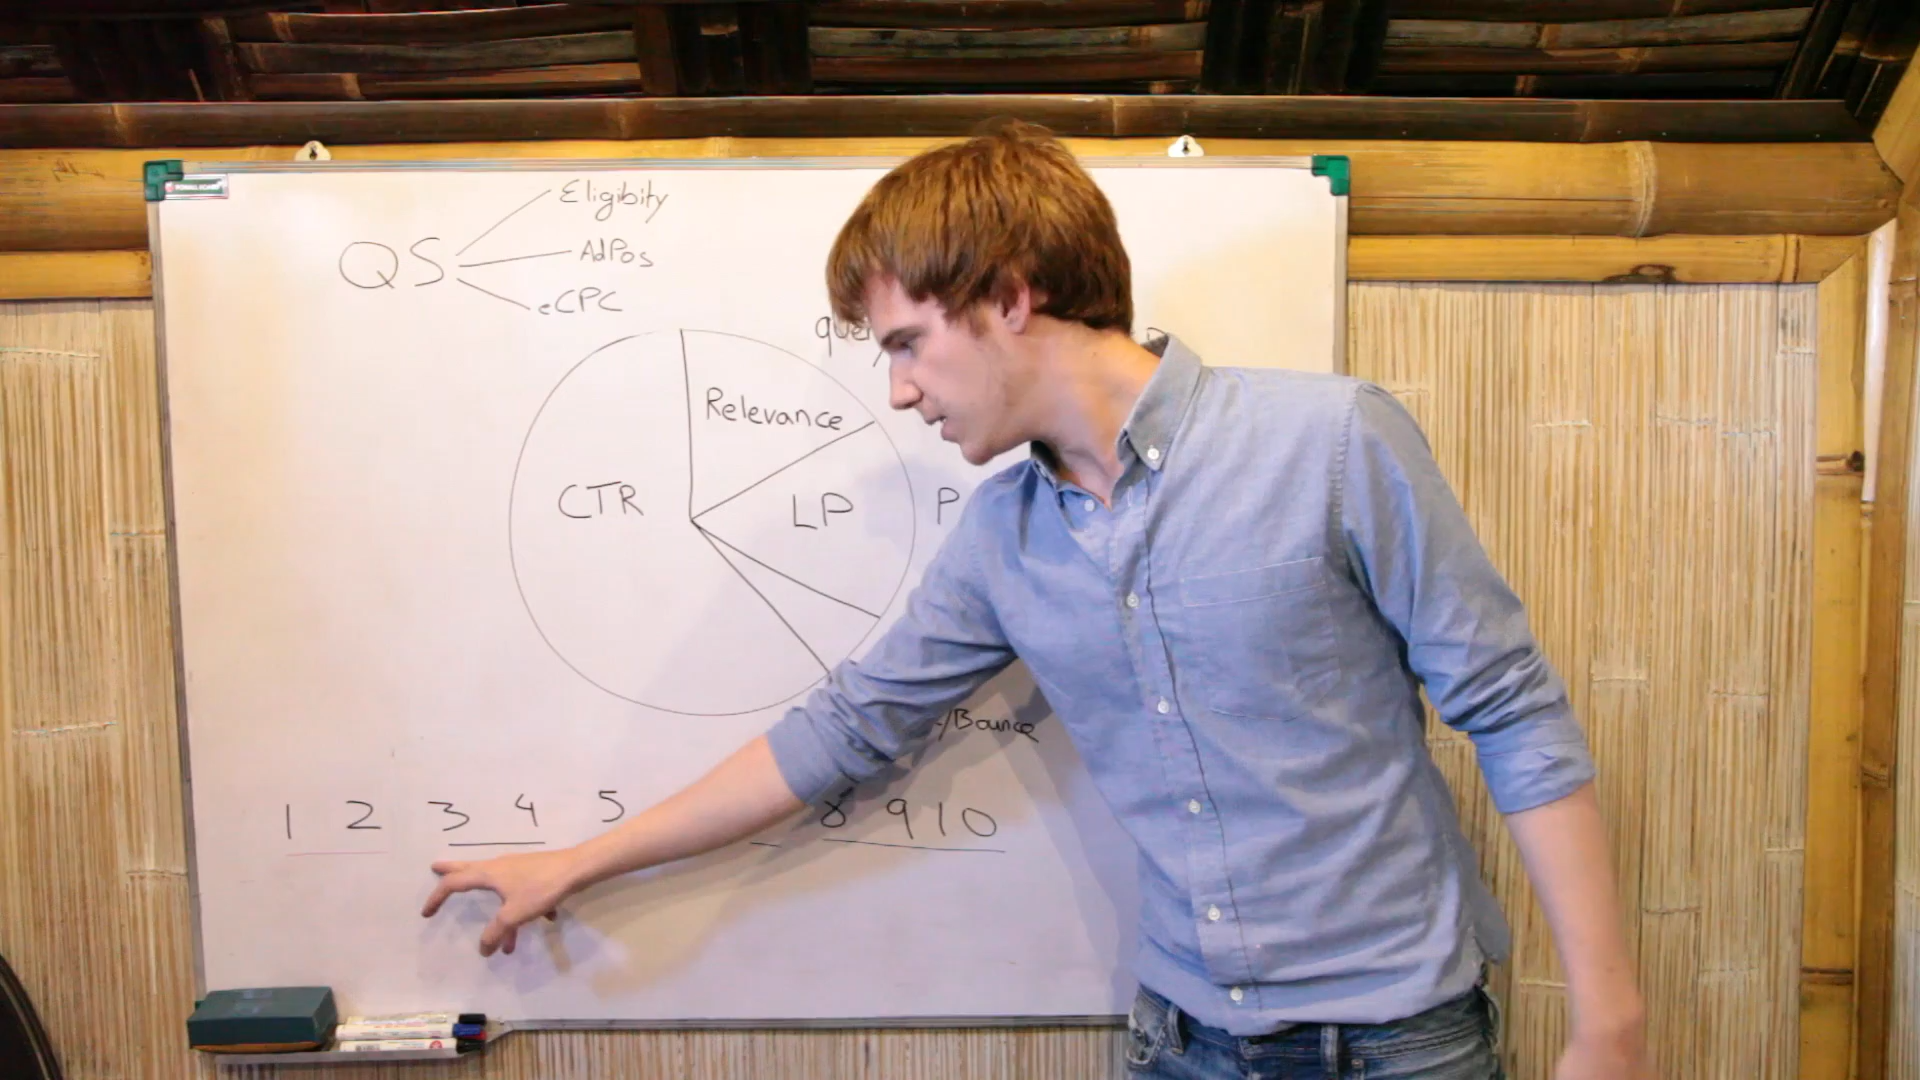 Eligibity
QS
AdPos
eCPC
Relevance
CTR
LP
P
/Bounce
1 2 3 4 5 8 9 10